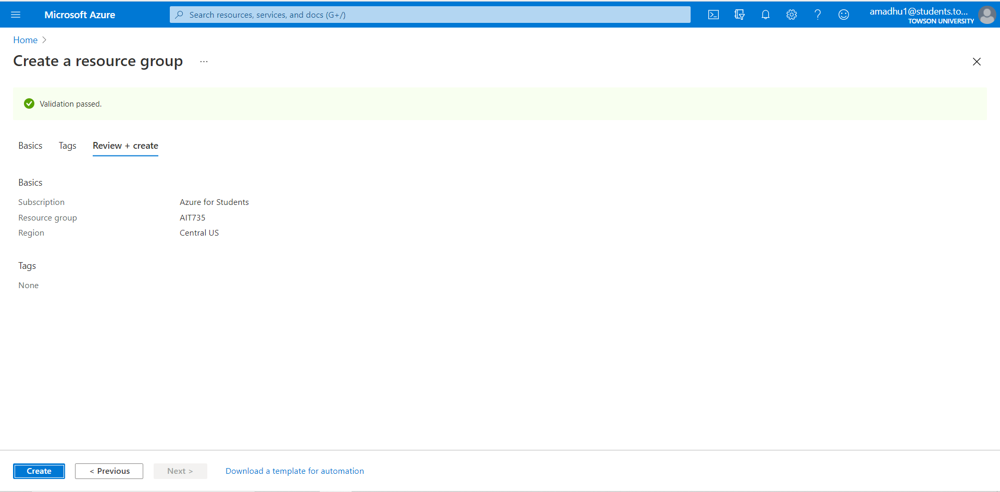 Microsoft Azure
Search resources, services, and docs (G+/)
amadhu1@students.to...
TOWSON UNIVERSITY
Home >
Create a resource group ...
Validation passed.
Basics Tags Review + create
Basics
Subscription Azure for Students
Resource group AIT735
Region Central US
Tags
None
Create < Previous Next > Download a template for automation